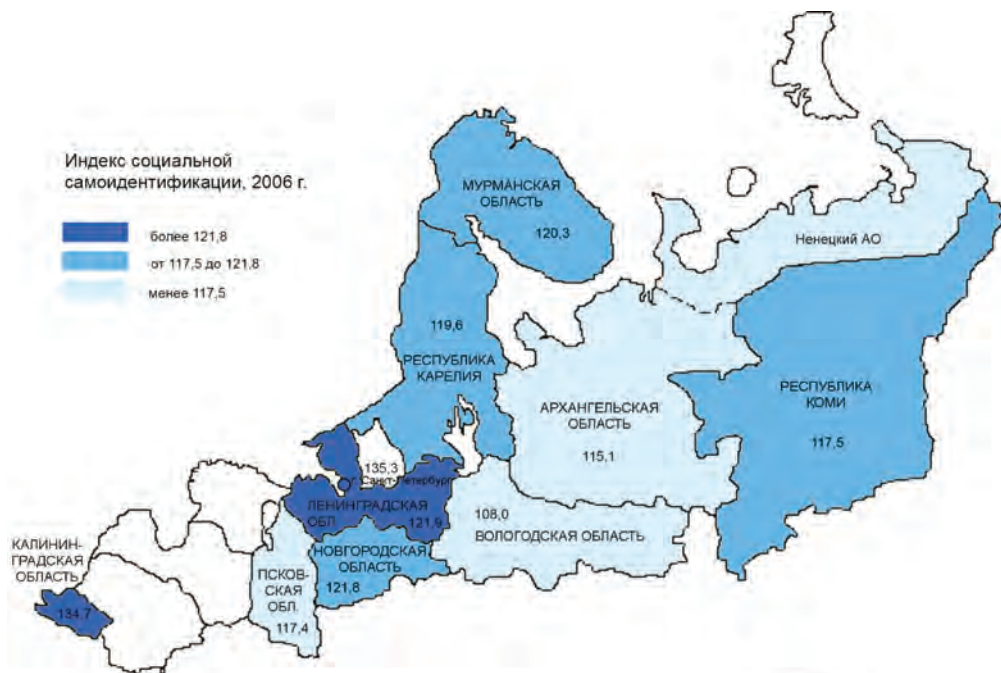 Индекс социальной
самоидентификации, 2006 г.
более 121,8
от 117,5 до 121,8
менее 117,5
МУРМАНСКАЯ
ОБЛАСТЬ
120,3
Ненецкий АО
119,6
РЕСПУБЛИКА
КАРЕЛИЯ
РЕСПУБЛИКА
КОМИ
117,5
АРХАНГЕЛЬСКАЯ
ОБЛАСТЬ
115,1
135,3
г. Санкт-Петербург
ЛЕНИНГРАДСКАЯ
ОБЛ.
121,9
108,0
ВОЛОГОДСКАЯ ОБЛАСТЬ
НОВГОРОДСКАЯ
ОБЛАСТЬ
121,8
КАЛИНИН-
ГРАДСКАЯ
ОБЛАСТЬ
134,7
ПСКОВ-
СКАЯ
ОБЛ.
117,4